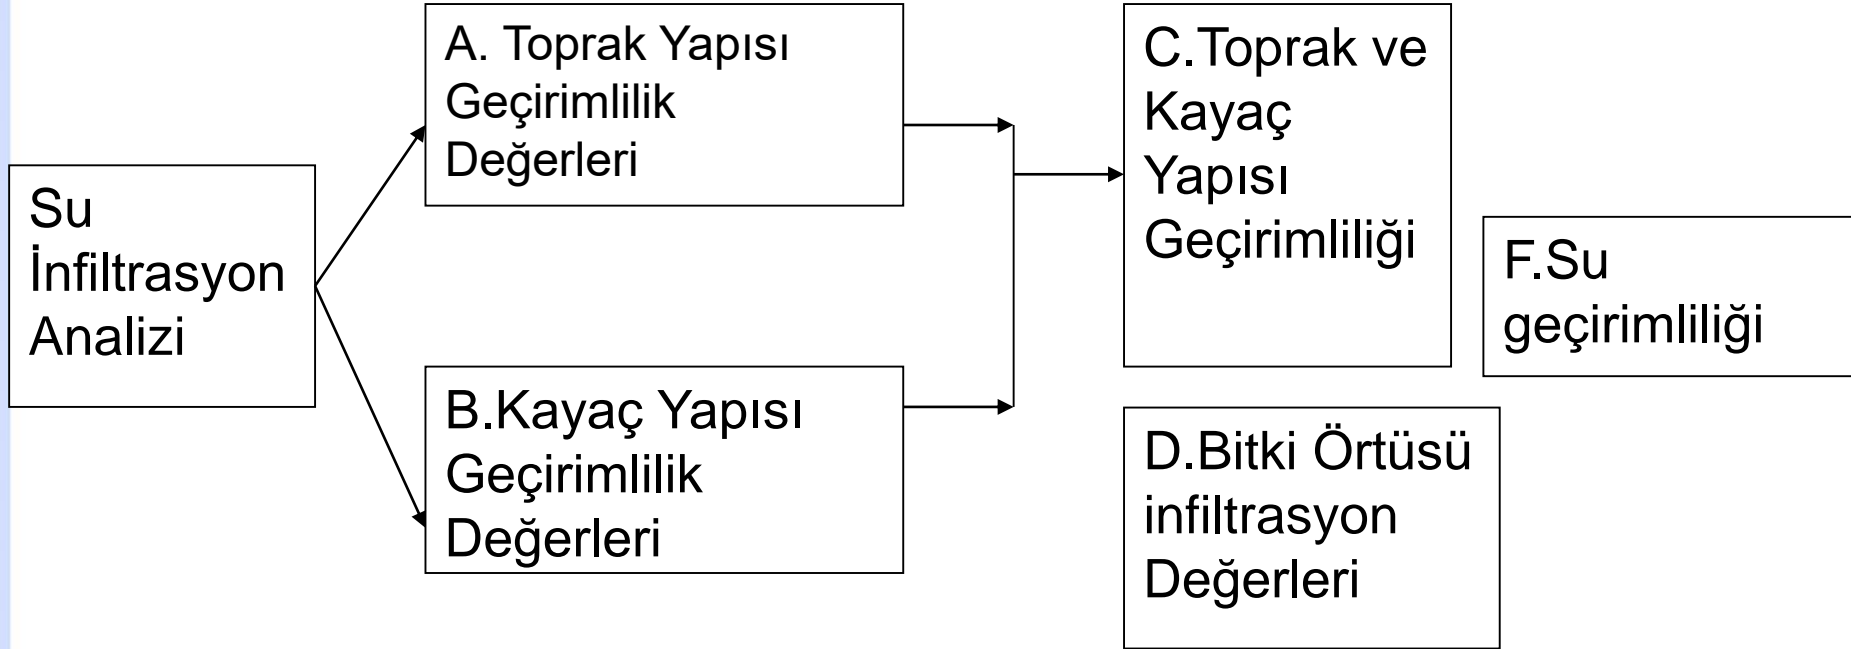 Su
İnfiltrasyon
Analizi
A. Toprak Yapısı
Geçirimlilik
Değerleri
B.Kayaç Yapısı
Geçirimlilik
Değerleri
C.Toprak ve
Kayaç
Yapısı
Geçirimliliği
D.Bitki Örtüsü
infiltrasyon
Değerleri
F.Su
geçirimliliği